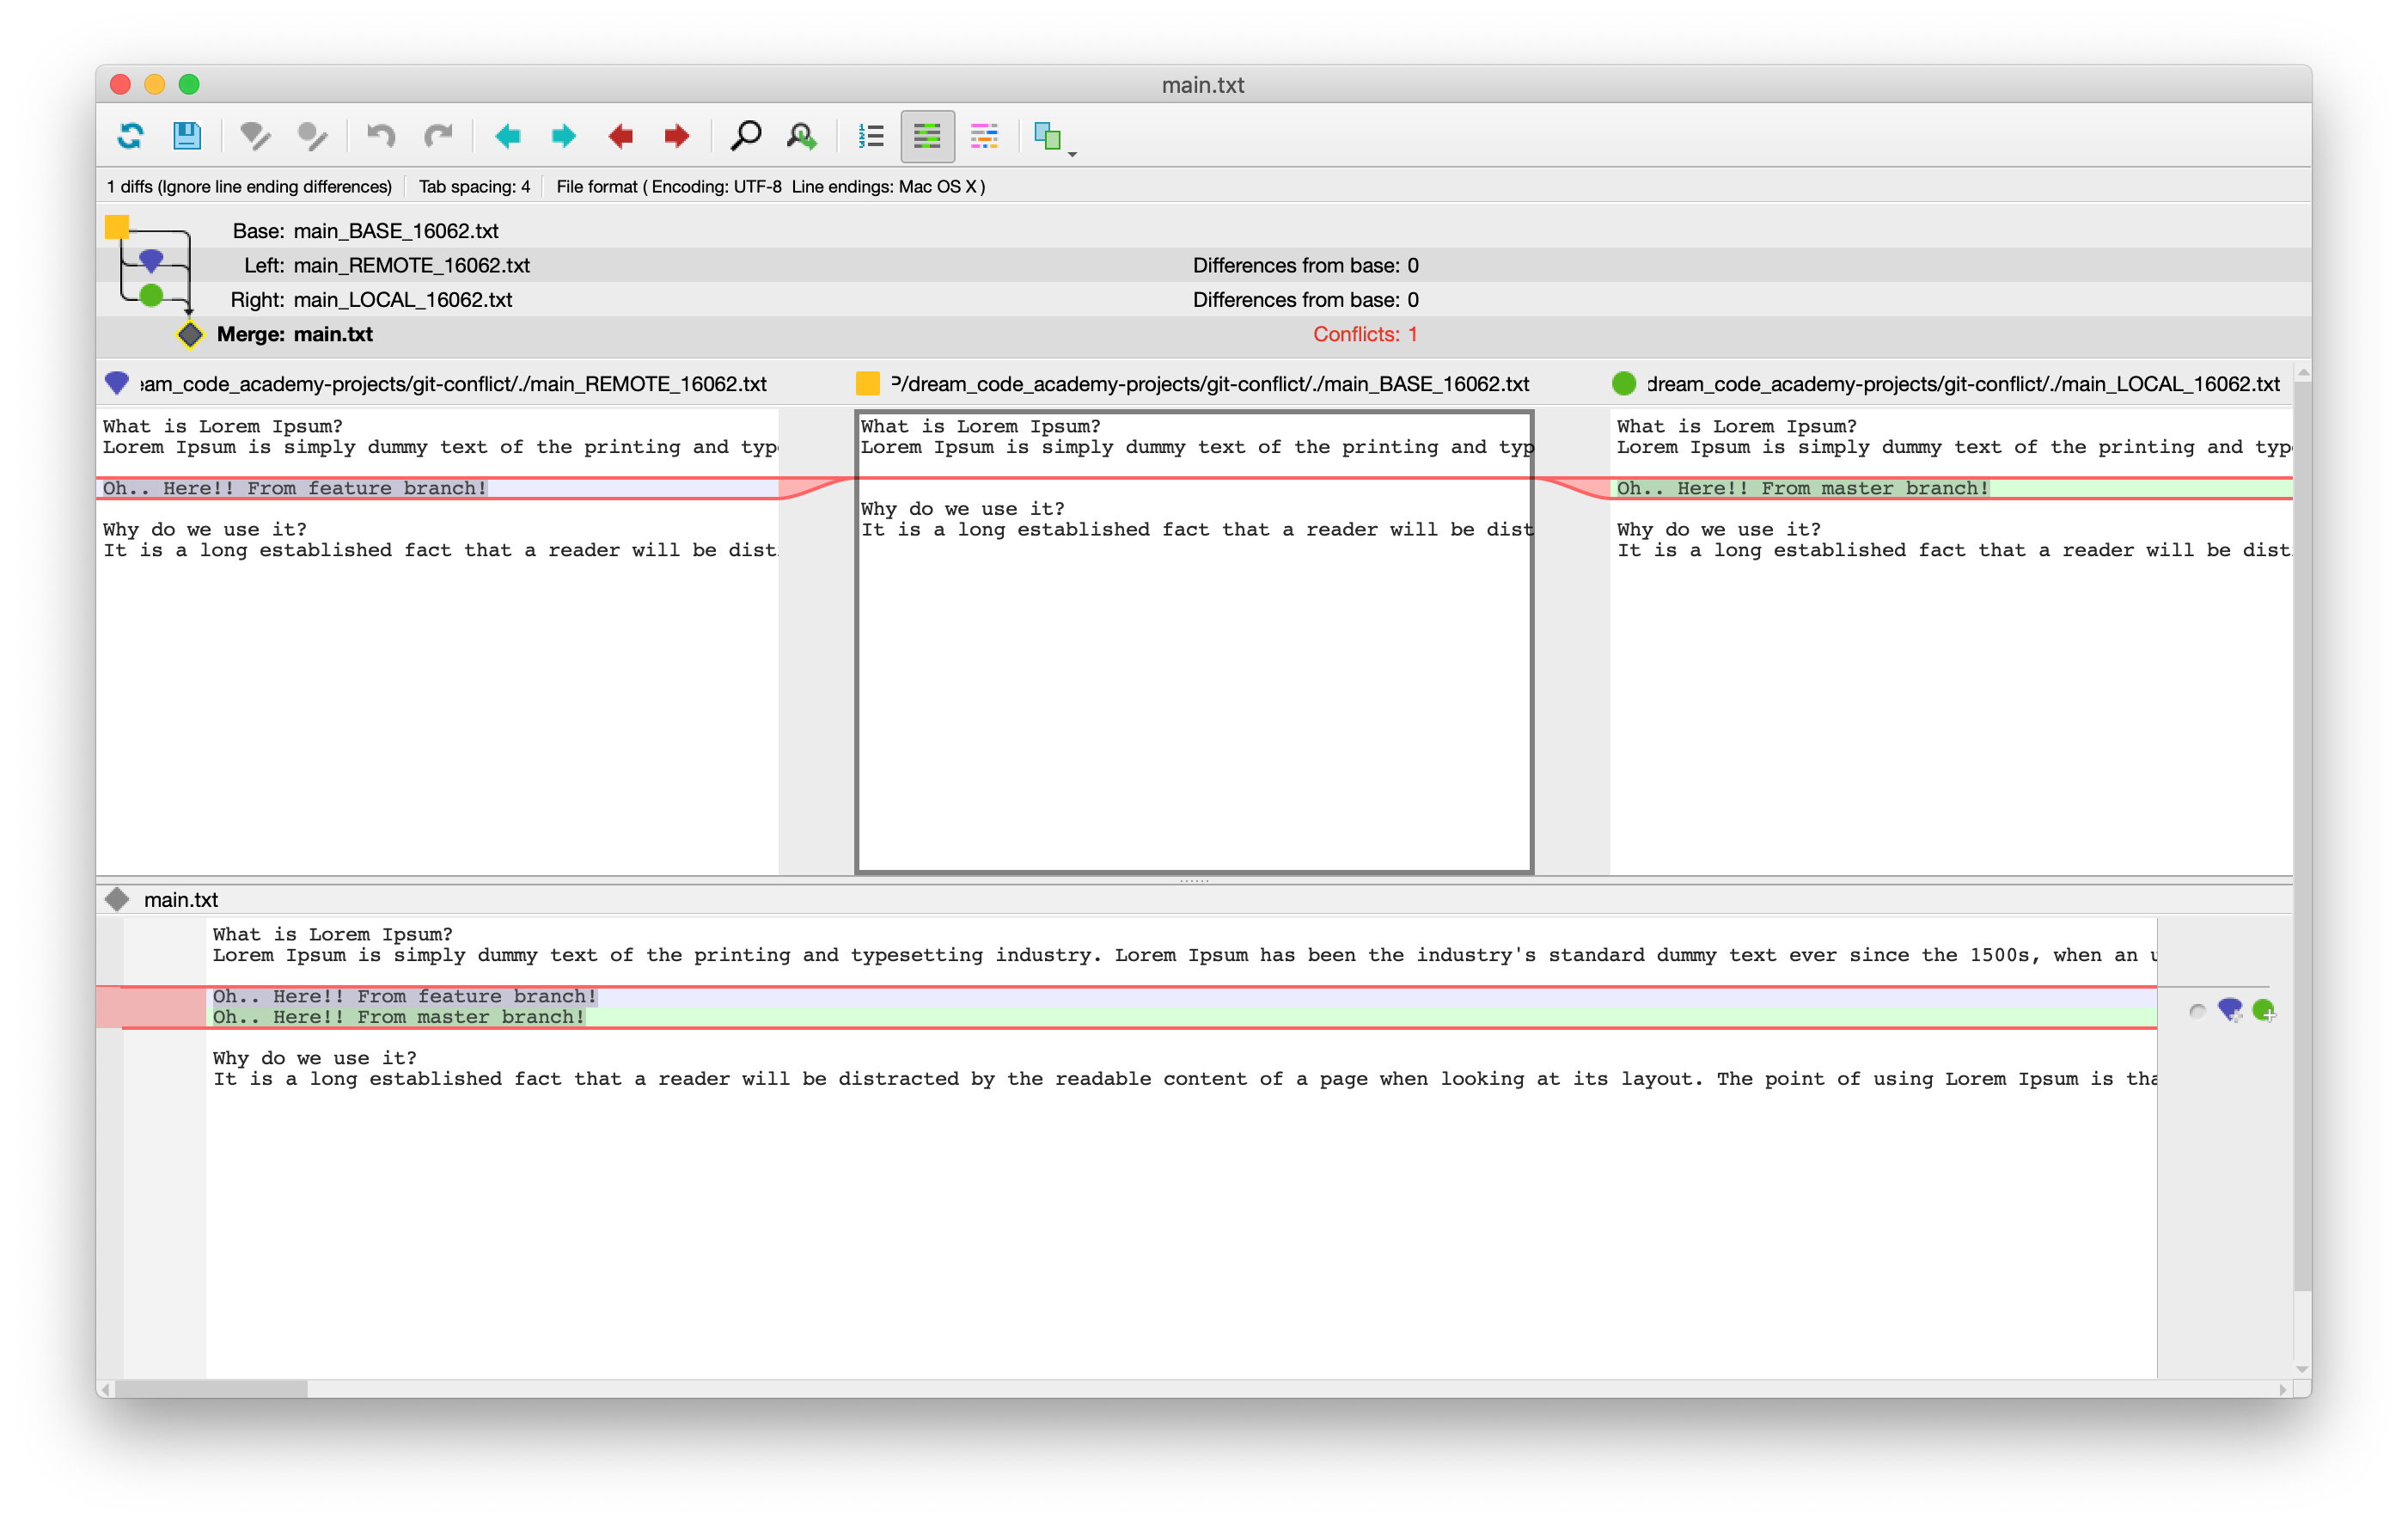 main.txt
1 diffs (Ignore line ending differences) Tab spacing: 4 File format ( Encoding: UTF-8 Line endings: Mac OS X )
Base: main_BASE_16062.txt
Left: main_REMOTE_16062.txt Differences from base: 0
Right: main_LOCAL_16062.txt Differences from base: 0
Merge: main.txt Conflicts: 1
am_code_academy-projects/git-conflict/./main_REMOTE_16062.txt
/dream_code_academy-projects/git-conflict/./main_BASE_16062.txt
dream_code_academy-projects/git-conflict/./main_LOCAL_16062.txt
What is Lorem Ipsum?
Lorem Ipsum is simply dummy text of the printing and typ
Oh.. Here!! From feature branch!
Why do we use it?
It is a long established fact that a reader will be dist
What is Lorem Ipsum?
Lorem Ipsum is simply dummy text of the printing and typ
Why do we use it?
It is a long established fact that a reader will be dist
What is Lorem Ipsum?
Lorem Ipsum is simply dummy text of the printing and typ
Oh.. Here!! From master branch!
Why do we use it?
It is a long established fact that a reader will be dist
main.txt
What is Lorem Ipsum?
Lorem Ipsum is simply dummy text of the printing and typesetting industry. Lorem Ipsum has been the industry's standard dummy text ever since the 1500s, when an
Oh.. Here!! From feature branch!
Oh.. Here!! From master branch!
Why do we use it?
It is a long established fact that a reader will be distracted by the readable content of a page when looking at its layout. The point of using Lorem Ipsum is tha